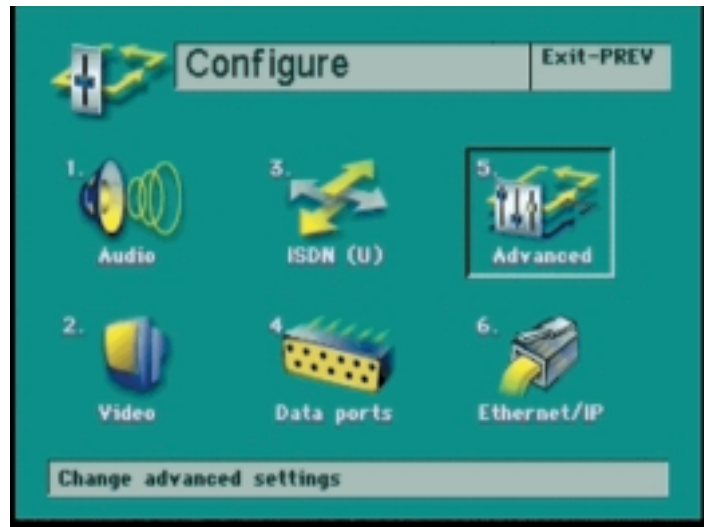 Configure
Exit-PREV
1.
Audio
3.
ISDN (U)
5.
Advanced
2.
Video
4.
Data ports
6.
Ethernet/IP
Change advanced settings